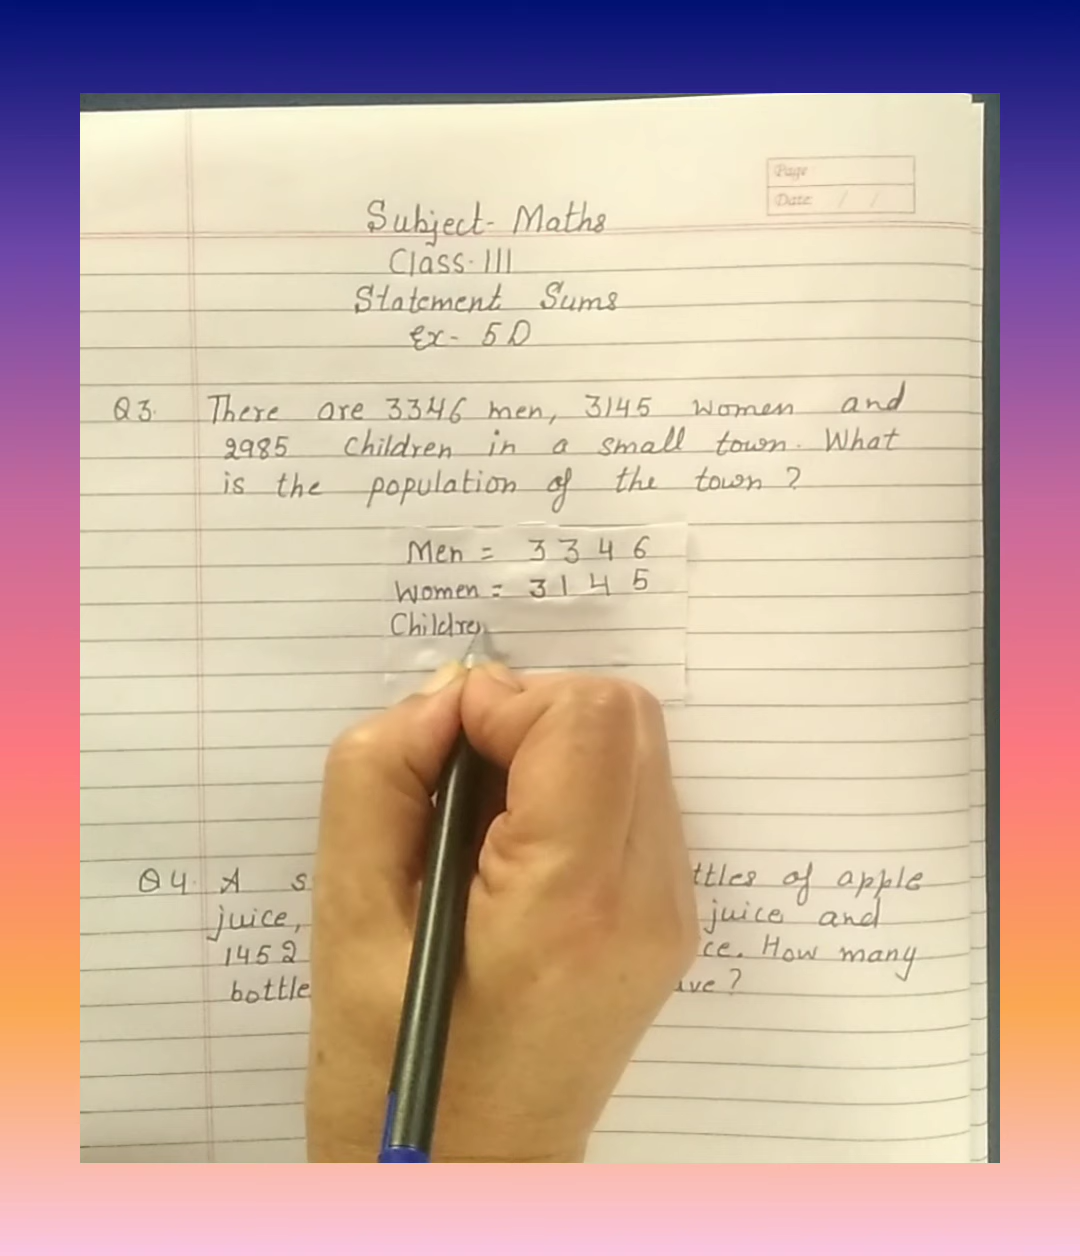 Page
Date / /
Subject- Maths
Class-III
Statement Sums
Ex- 5D
Q3. There are 3346 men, 3145 women and
2985 children in a small town. What
is the population of the town?
Men = 3346
Women = 3145
Children
Q4. A s ttles of apple
juice, juice and
1452 ce. How many
bottle ave?